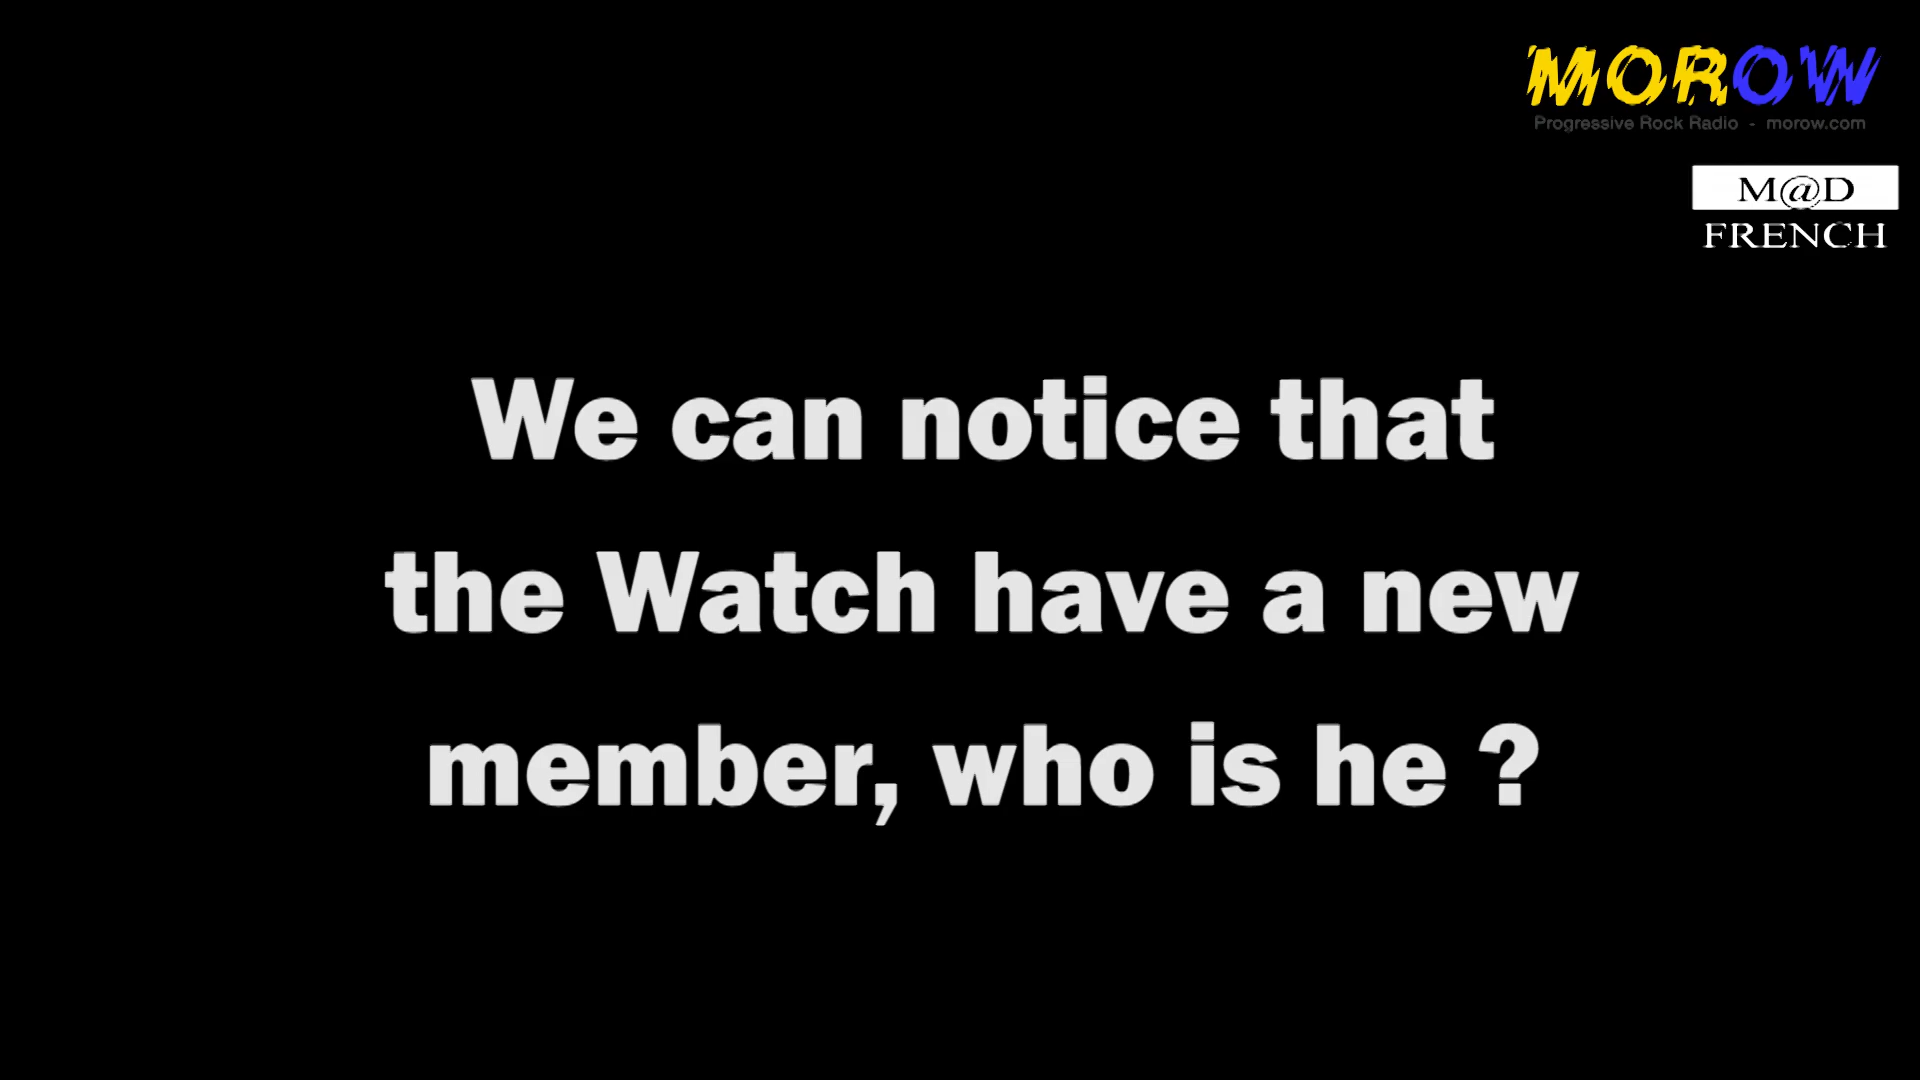 MOROW
Progressive Rock Radio - morow.com
M@D
FRENCH
We can notice that
the Watch have a new
member, who is he ?